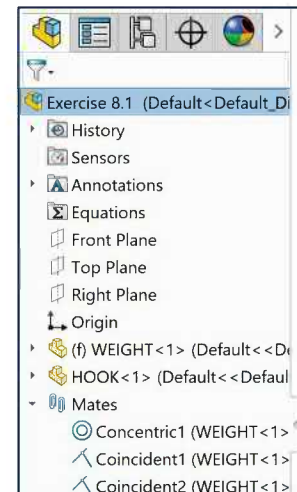 Exercise 8.1 (Default<Default_Di
History
Sensors
Annotations
Equations
Front Plane
Top Plane
Right Plane
Origin
(f) WEIGHT<1> (Default<<De
HOOK<1> (Default<<Defaul
Mates
Concentric1 (WEIGHT<1>
Coincident1 (WEIGHT<1>
Coincident2 (WEIGHT<1>